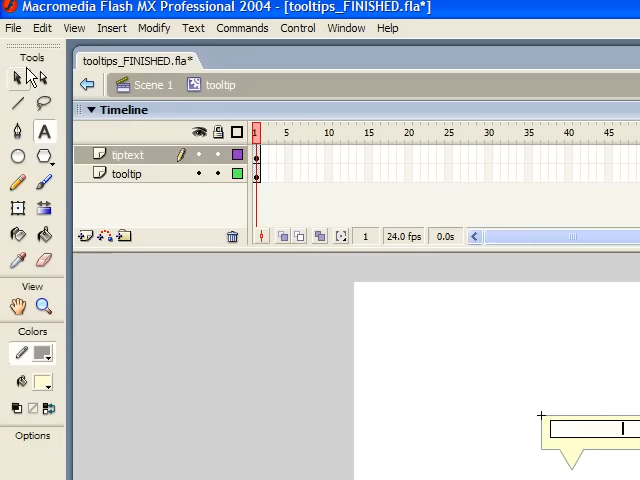 Macromedia Flash MX Professional 2004 - [tooltips_FINISHED.fla*]
File Edit View Insert Modify Text Commands Control Window Help
Tools
tooltips_FINISHED.fla*
Scene 1 tooltip
Timeline
1 5 10 15 20 25 30 35 40 45
tiptext
tooltip
1 24.0 fps 0.0s
View
Colors
Options